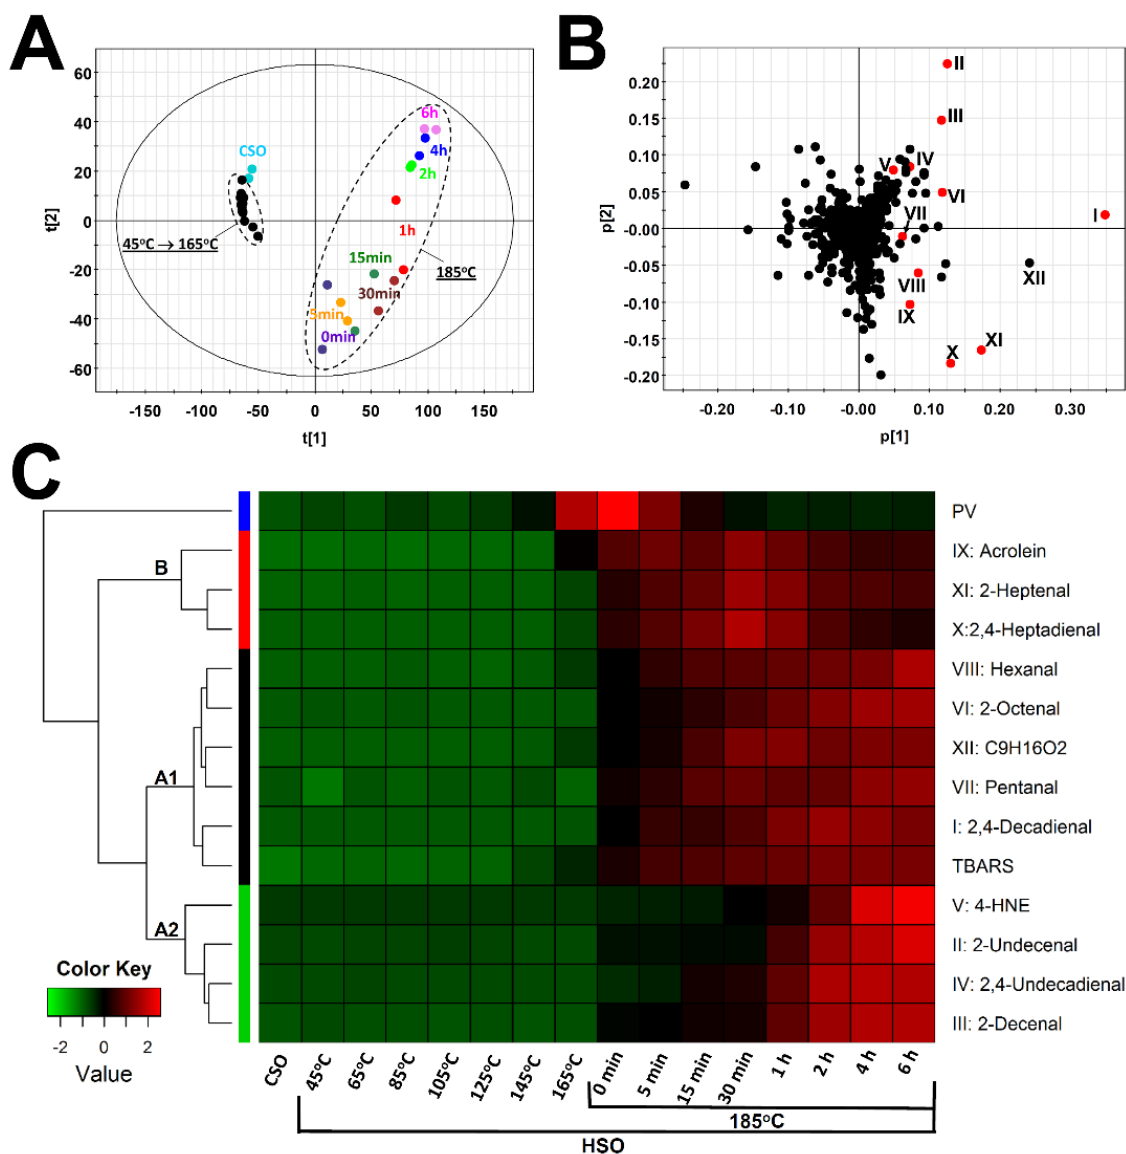 A
60
40
20
0
-20
-40
-60
t[2]
-150
-100
-50
0
50
100
150
t[1]
CSO
45°C → 165°C
6h
4h
2h
1h
15min
185°C
30min
5min
0min
B
0.20
0.15
0.10
0.05
-0.00
-0.05
-0.10
-0.15
-0.20
p[2]
-0.20
-0.10
-0.00
0.10
0.20
0.30
p[1]
II
III
V
IV
VI
VII
I
XII
VIII
IX
X
XI
C
B
A1
A2
PV
IX: Acrolein
XI: 2-Heptenal
X:2,4-Heptadienal
VIII: Hexanal
VI: 2-Octenal
XII: C9H16O2
VII: Pentanal
I: 2,4-Decadienal
TBARS
V: 4-HNE
II: 2-Undecenal
IV: 2,4-Undecadienal
III: 2-Decenal
Color Key
-2 0 2
Value
CSO
45°C
65°C
85°C
105°C
125°C
145°C
165°C
0 min
5 min
15 min
30 min
1 h
2 h
4 h
6 h
185°C
HSO